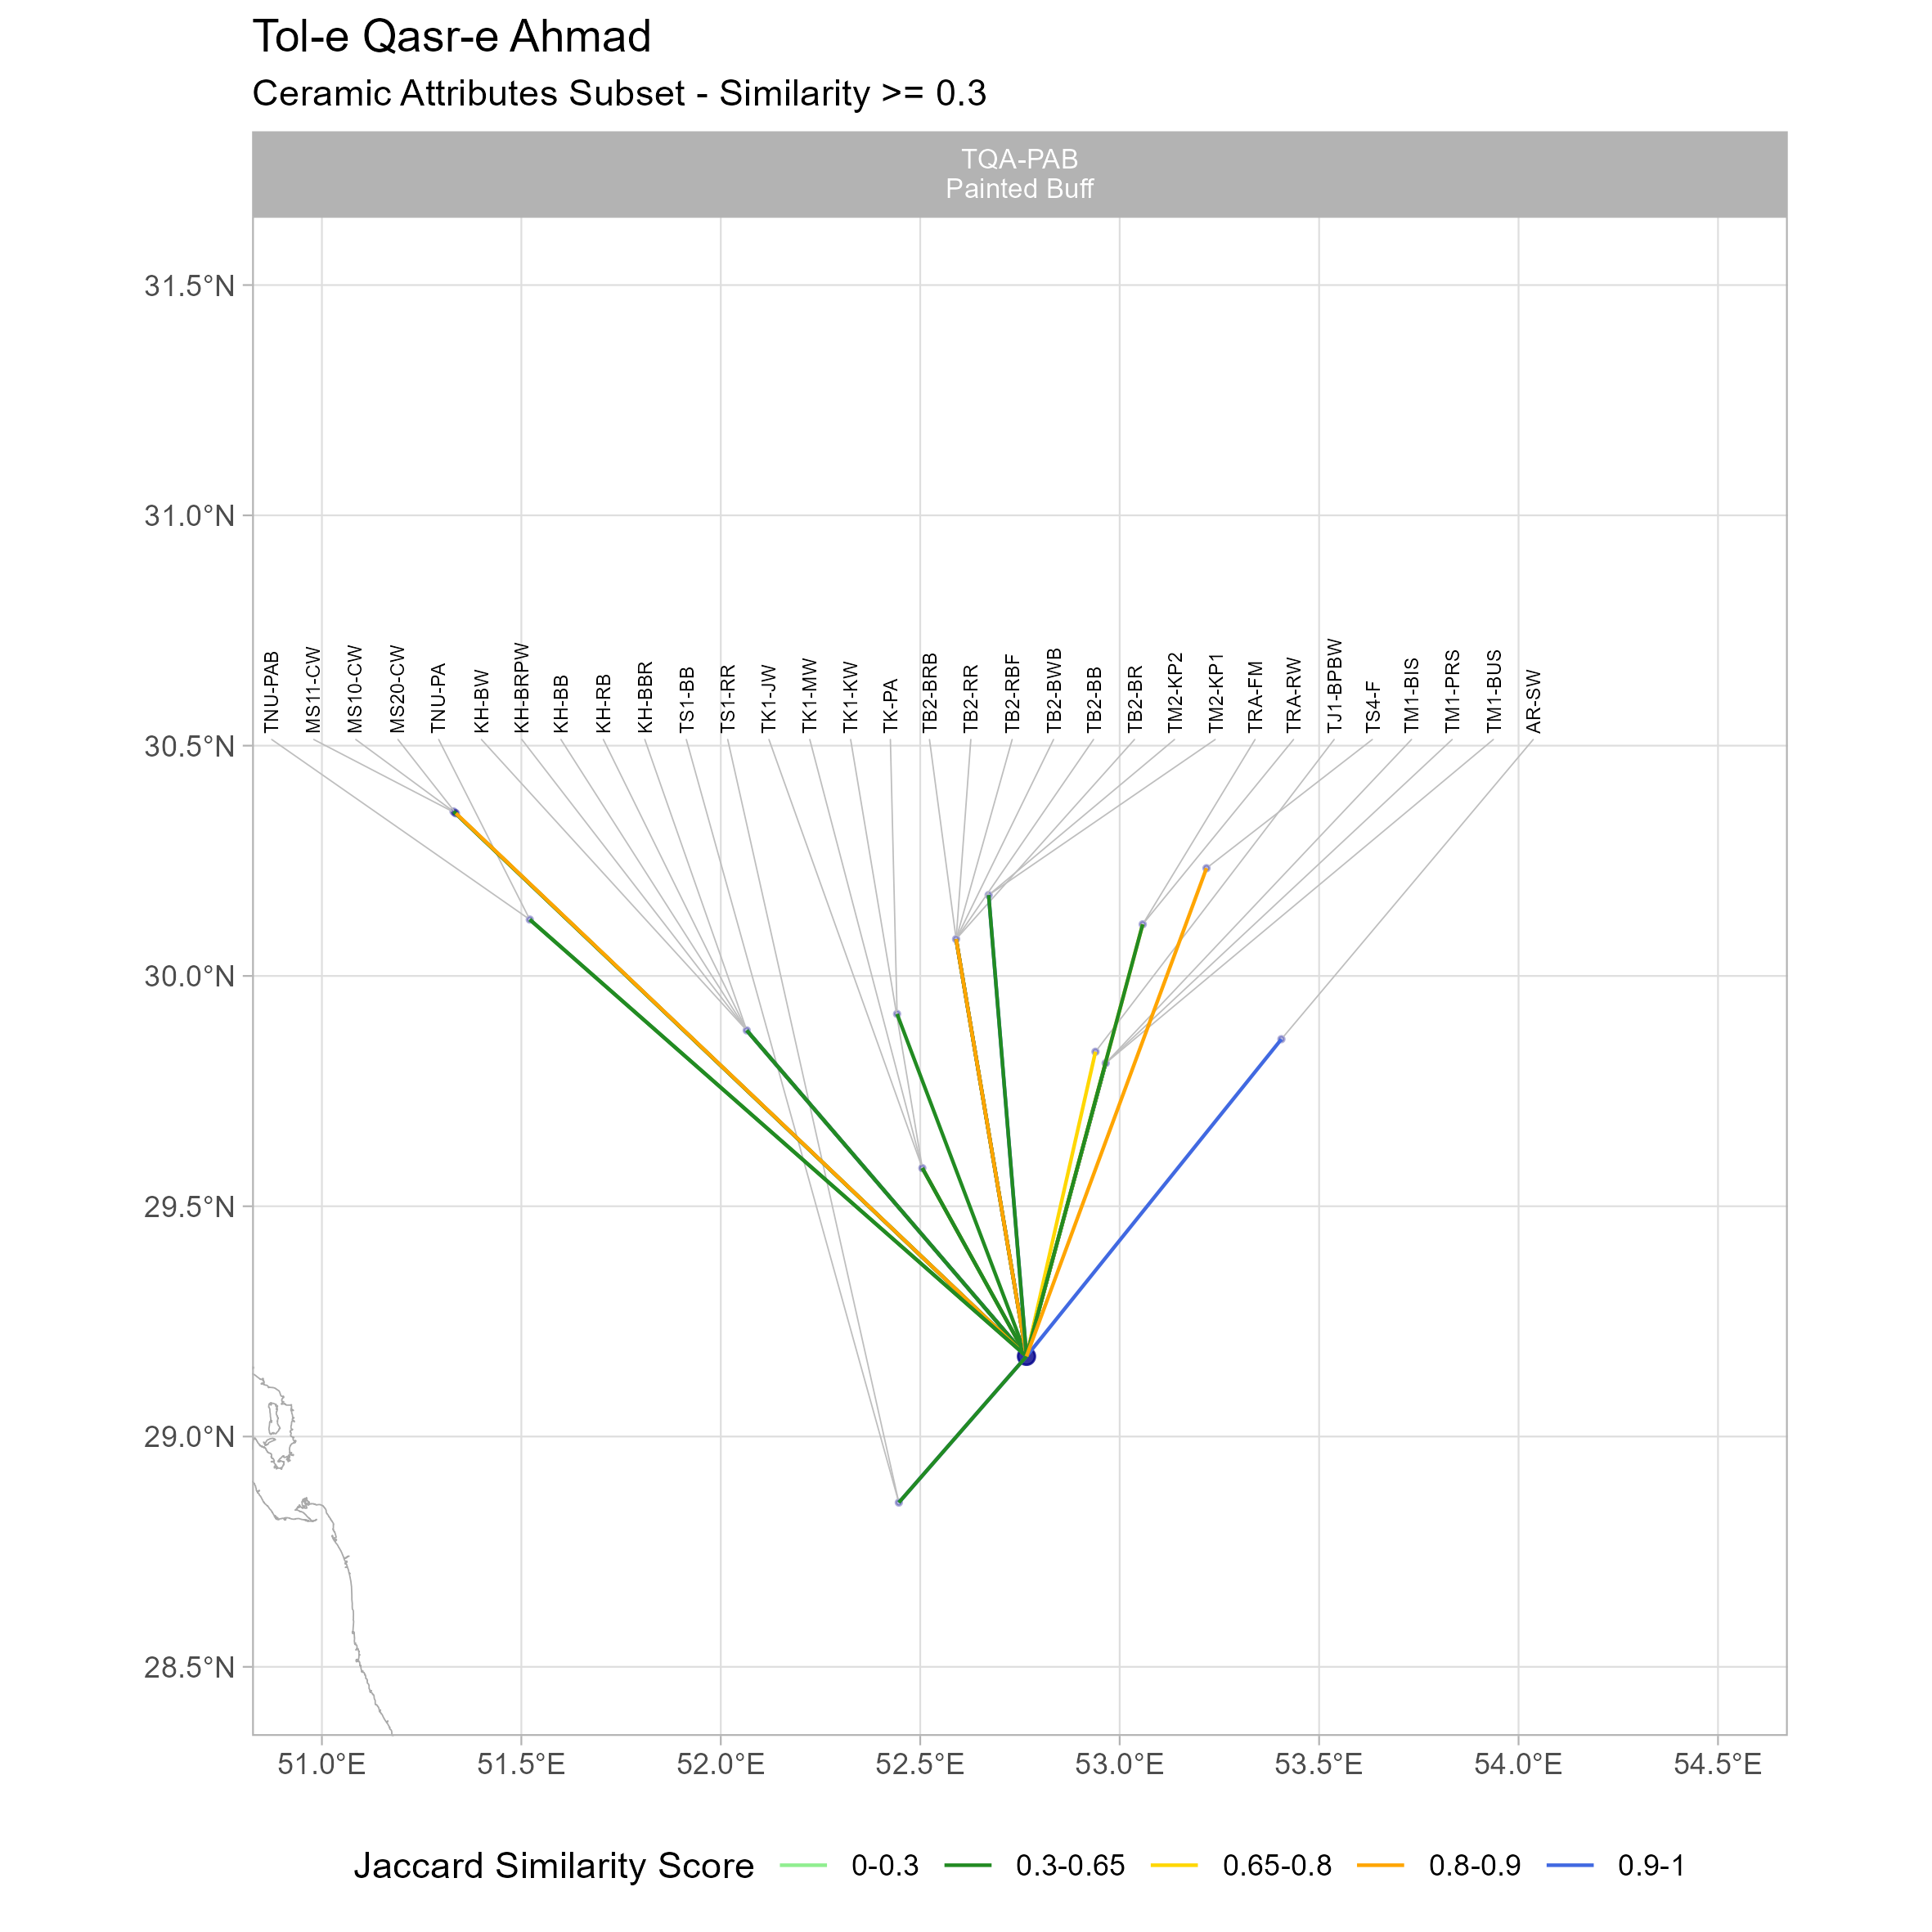 Tol-e Qasr-e Ahmad
Ceramic Attributes Subset - Similarity >= 0.3
TQA-PAB
Painted Buff
31.5°N
31.0°N
TNU-PAB
MS11-CW
MS10-CW
MS20-CW
TNU-PA
KH-BW
KH-BRPW
KH-BB
KH-RB
KH-BBR
TS1-BB
TS1-RR
TK1-JW
TK1-MW
TK1-KW
TK-PA
TB2-BRB
TB2-RR
TB2-RBF
TB2-BWB
TB2-BB
TB2-BR
TM2-KP2
TM2-KP1
TRA-FM
TRA-RW
TJ1-BPBW
TS4-F
TM1-BIS
TM1-PRS
TM1-BUS
AR-SW
30.5°N
30.0°N
29.5°N
29.0°N
28.5°N
51.0°E 51.5°E 52.0°E 52.5°E 53.0°E 53.5°E 54.0°E 54.5°E
Jaccard Similarity Score 0-0.3 0.3-0.65 0.65-0.8 0.8-0.9 0.9-1